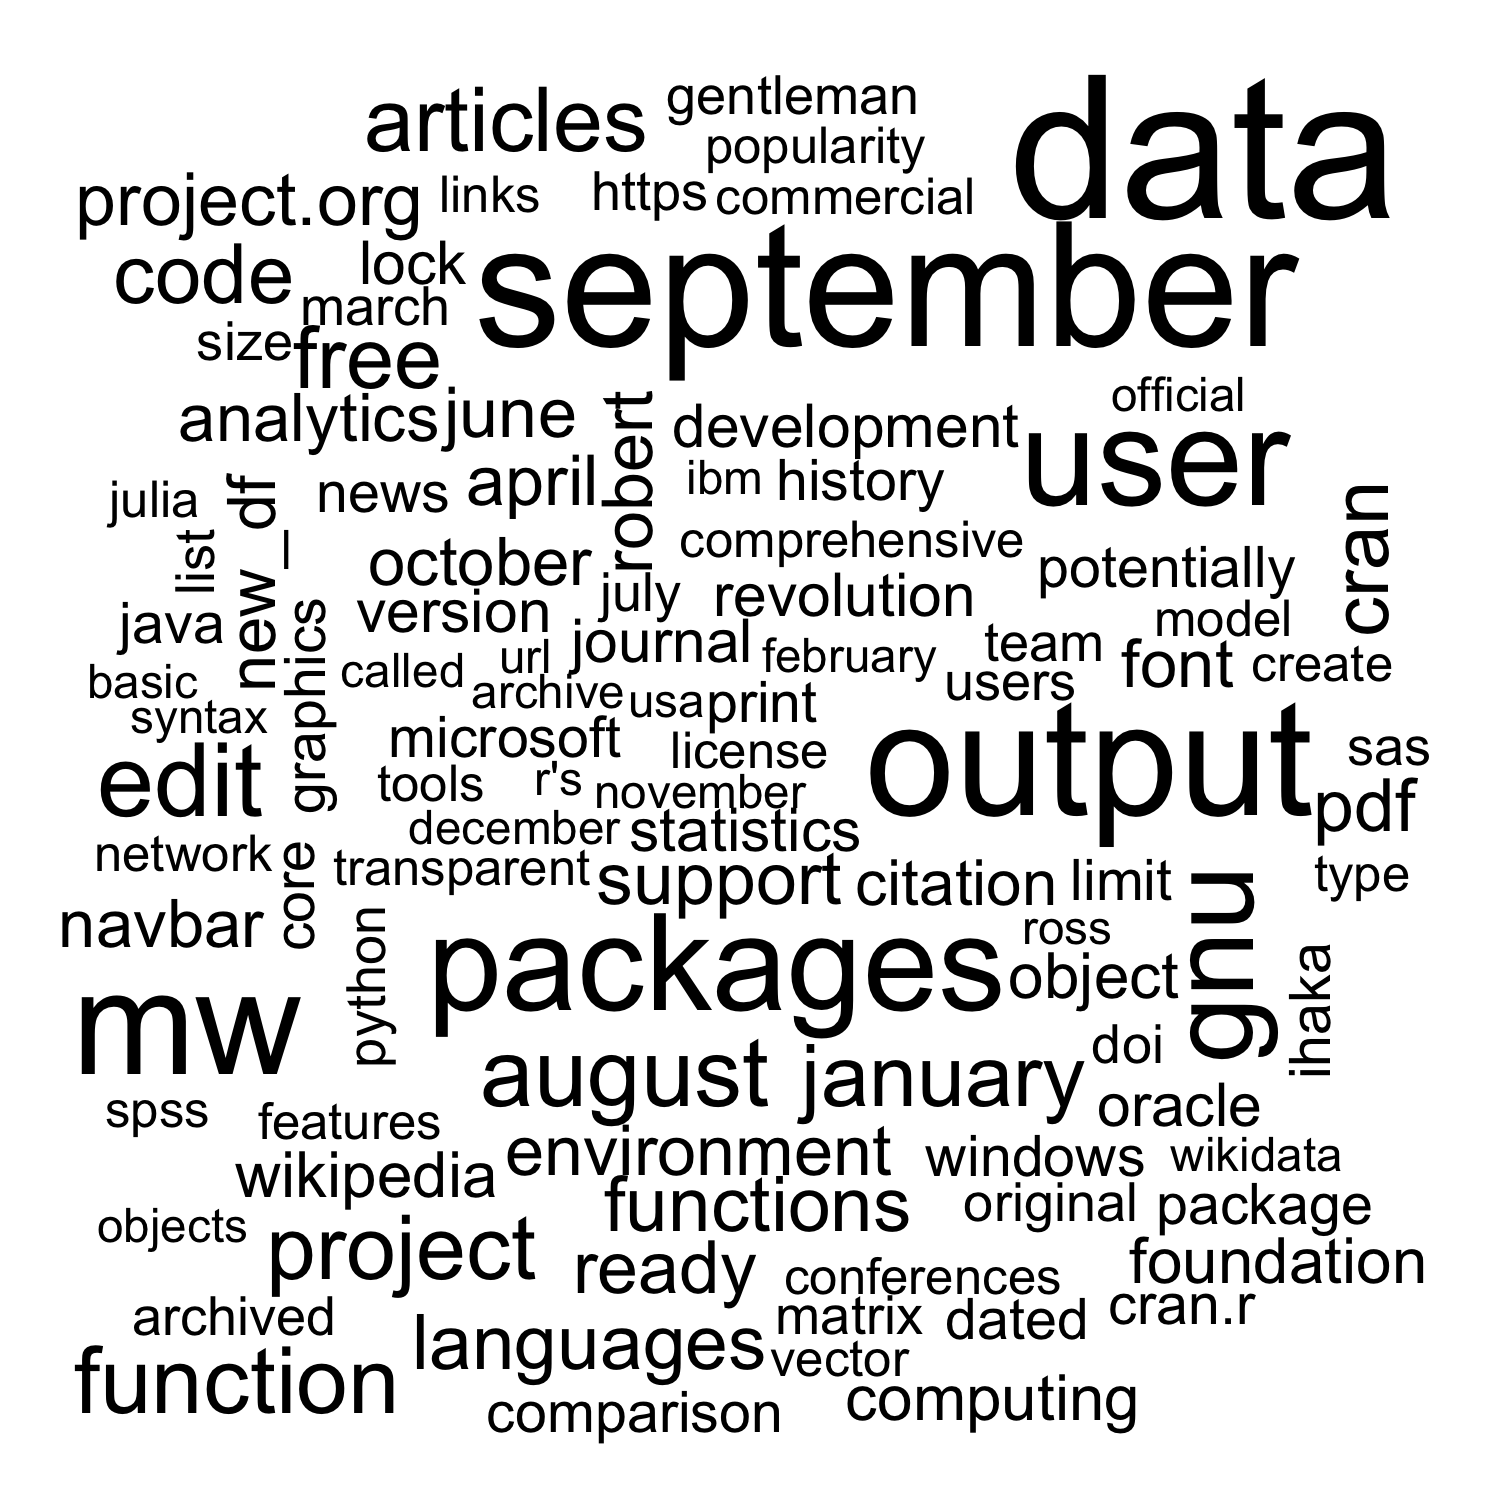 articles
gentleman
data
popularity
project.org
links
https
commercial
code
lock
september
march
size
free
analytics
june
robert
development
official
user
julia
new_df
news
april
ibm
history
cran
list
october
comprehensive
potentially
java
graphics
version
july
revolution
model
journal
basic
called
url
february
team
font
create
syntax
archive
usa
print
users
microsoft
license
output
sas
edit
tools
r's
november
pdf
december
statistics
network
core
transparent
support
citation
limit
gnu
type
navbar
python
packages
ross
object
ihaka
mw
august
january
doi
spss
features
oracle
environment
windows
wikidata
wikipedia
functions
original
package
objects
project
ready
conferences
foundation
archived
languages
matrix
dated
cran.r
function
vector
comparison
computing